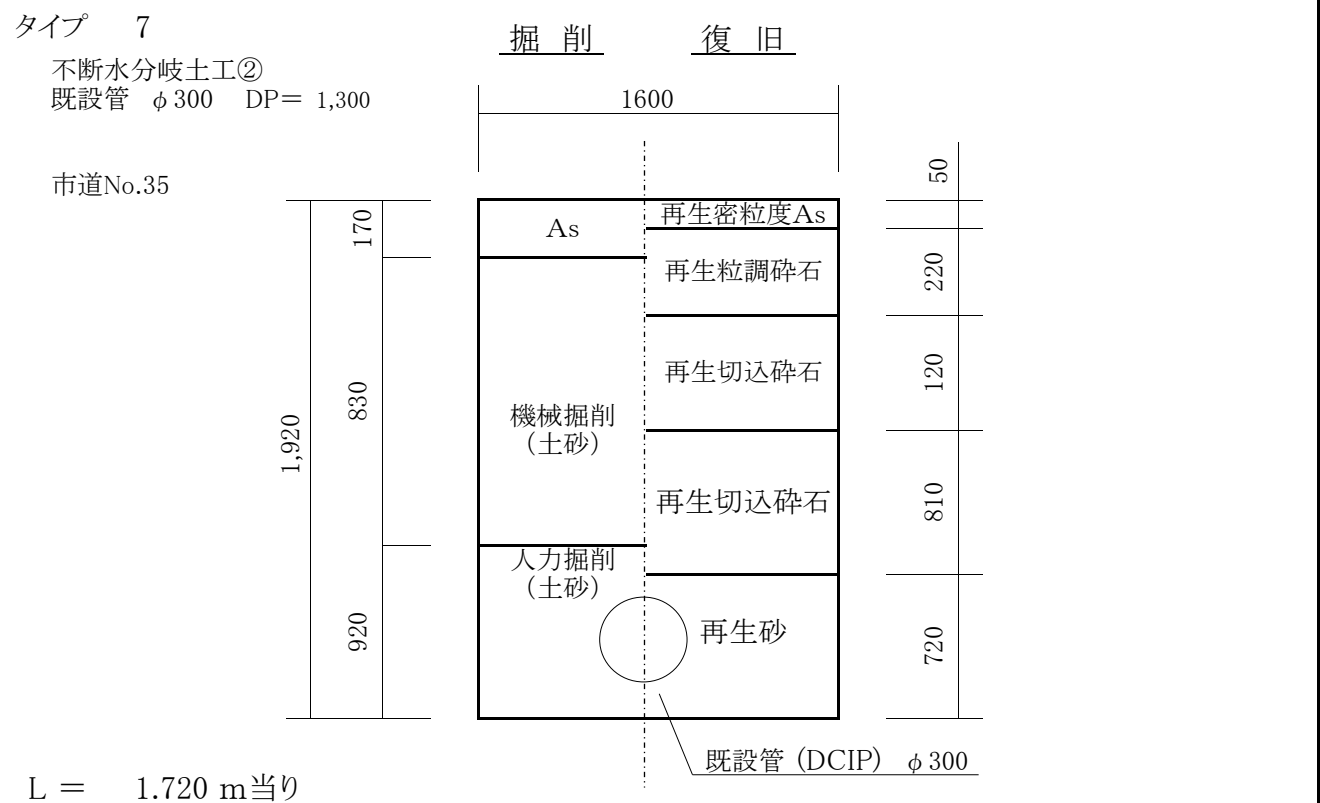 タイプ 7
掘 削 復 旧
不断水分岐土工②
既設管 φ300 DP= 1,300
1600
市道No.35
50
170
As
再生密粒度As
再生粒調砕石
220
再生切込砕石
120
830
機械掘削
(土砂)
1,920
再生切込砕石
810
人力掘削
(土砂)
920
再生砂
720
既設管 (DCIP) φ300
L = 1.720 m当り